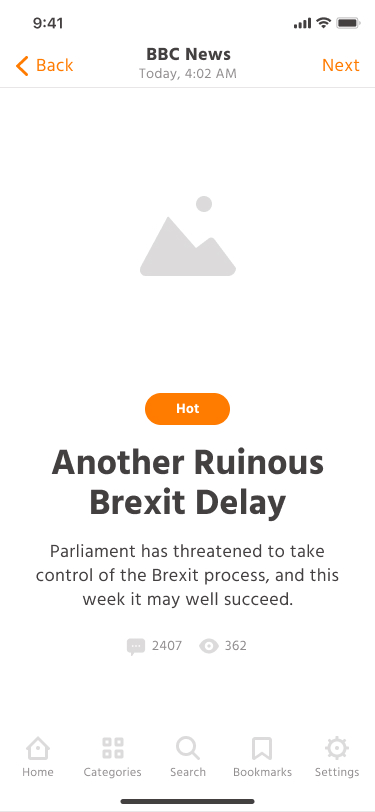 9:41
Back
BBC News
Next
Today, 4:02 AM
Hot
Another Ruinous
Brexit Delay
Parliament has threatened to take
control of the Brexit process, and this
week it may well succeed.
2407 362
Home Categories Search Bookmarks Settings